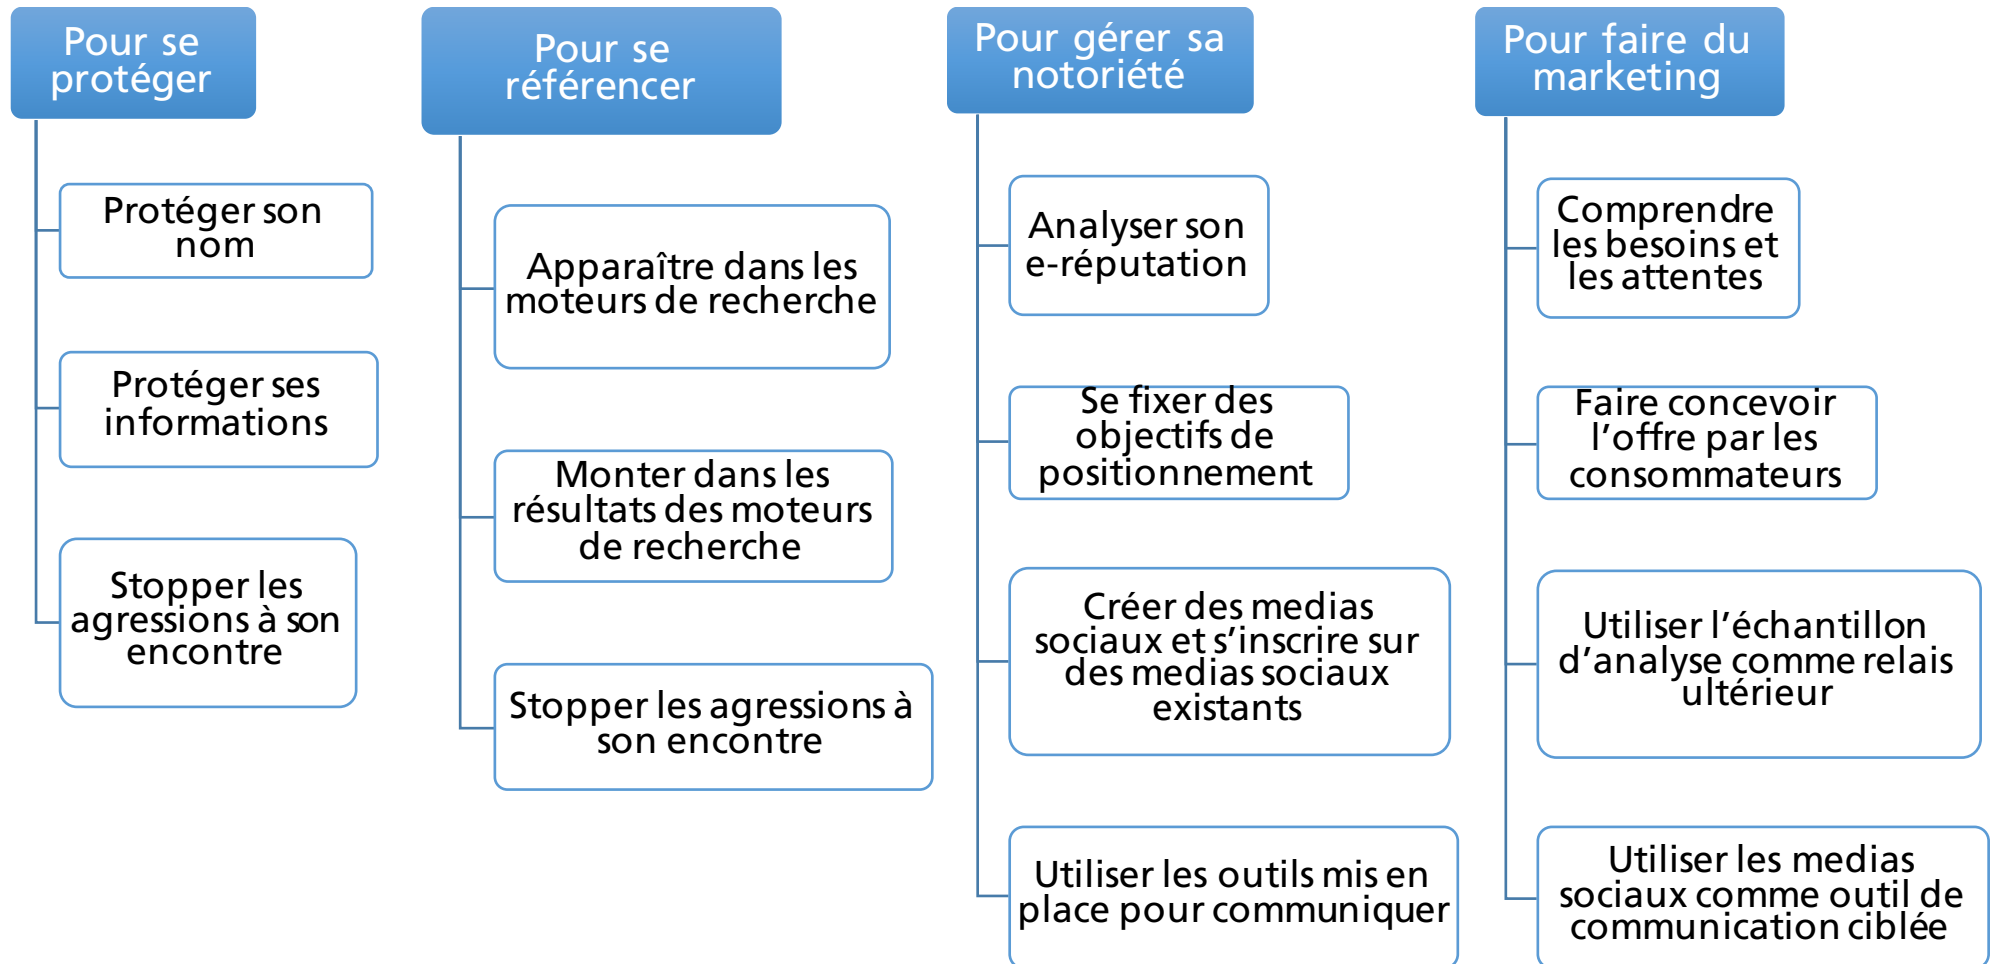 Pour se
protéger
Protéger son
nom
Protéger ses
informations
Stopper les
agressions à son
encontre
Pour se
référencer
Apparaître dans les
moteurs de recherche
Monter dans les
résultats des moteurs
de recherche
Stopper les agressions à
son encontre
Pour gérer sa
notoriété
Analyser son
e-réputation
Se fixer des
objectifs de
positionnement
Créer des medias
sociaux et s’inscrire sur
des medias sociaux
existants
Utiliser les outils mis en
place pour communiquer
Pour faire du
marketing
Comprendre
les besoins et
les attentes
Faire concevoir
l’offre par les
consommateurs
Utiliser l’échantillon
d’analyse comme relais
ultérieur
Utiliser les medias
sociaux comme outil de
communication ciblée